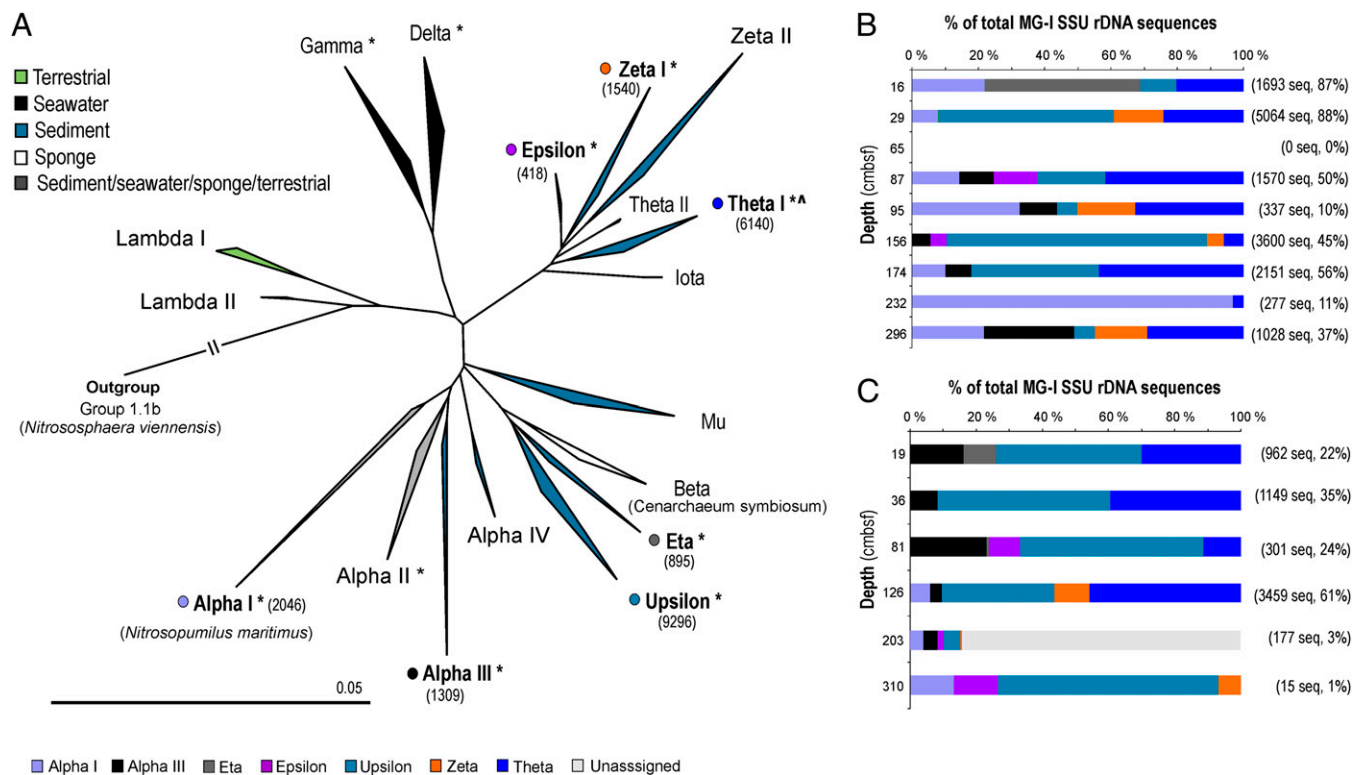 A
Terrestrial
Seawater
Sediment
Sponge
Sediment/seawater/sponge/terrestrial
Gamma *
Delta *
Zeta I *
(1540)
Zeta II
Epsilon *
(418)
Theta II
Theta I *^
(6140)
Iota
Lambda I
Lambda II
Outgroup
Group 1.1b
(Nitrososphaera viennensis)
Mu
Beta
(Cenarchaeum symbiosum)
Eta *
(895)
Alpha IV
Upsilon *
(9296)
Alpha II *
Alpha I * (2046)
(Nitrosopumilus maritimus)
Alpha III *
(1309)
0.05
B
% of total MG-I SSU rDNA sequences
0 % 20 % 40 % 60 % 80 % 100 %
Depth (cmbsf)
16 (1693 seq, 87%)
29 (5064 seq, 88%)
65 (0 seq, 0%)
87 (1570 seq, 50%)
95 (337 seq, 10%)
156 (3600 seq, 45%)
174 (2151 seq, 56%)
232 (277 seq, 11%)
296 (1028 seq, 37%)
C
% of total MG-I SSU rDNA sequences
0 % 20 % 40 % 60 % 80 % 100 %
Depth (cmbsf)
19 (962 seq, 22%)
36 (1149 seq, 35%)
81 (301 seq, 24%)
126 (3459 seq, 61%)
203 (177 seq, 3%)
310 (15 seq, 1%)
Alpha I Alpha III Eta Epsilon Upsilon Zeta Theta Unasssigned